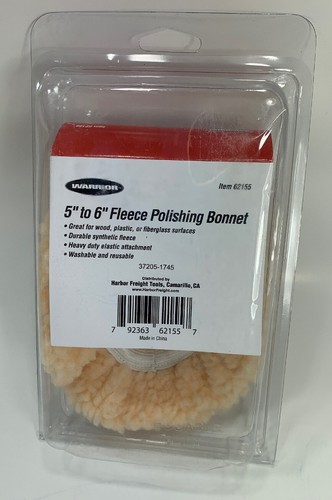 WARRIOR
Item 62155
5" to 6" Fleece Polishing Bonnet
• Great for wood, plastic, or fiberglass surfaces
• Durable synthetic fleece
• Heavy duty elastic attachment
• Washable and reusable
37205-1745
Distributed by
Harbor Freight Tools, Camarillo, CA
www.HarborFreight.com
7 92363 62155 7
Made in China